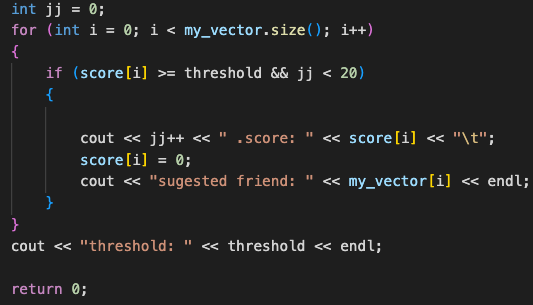 int jj = 0;
for (int i = 0; i < my_vector.size(); i++)
{
    if (score[i] >= threshold && jj < 20)
    {

        cout << jj++ << " .score: " << score[i] << "\t";
        score[i] = 0;
        cout << "sugested friend: " << my_vector[i] << endl;
    }
}
cout << "threshold: " << threshold << endl;

return 0;